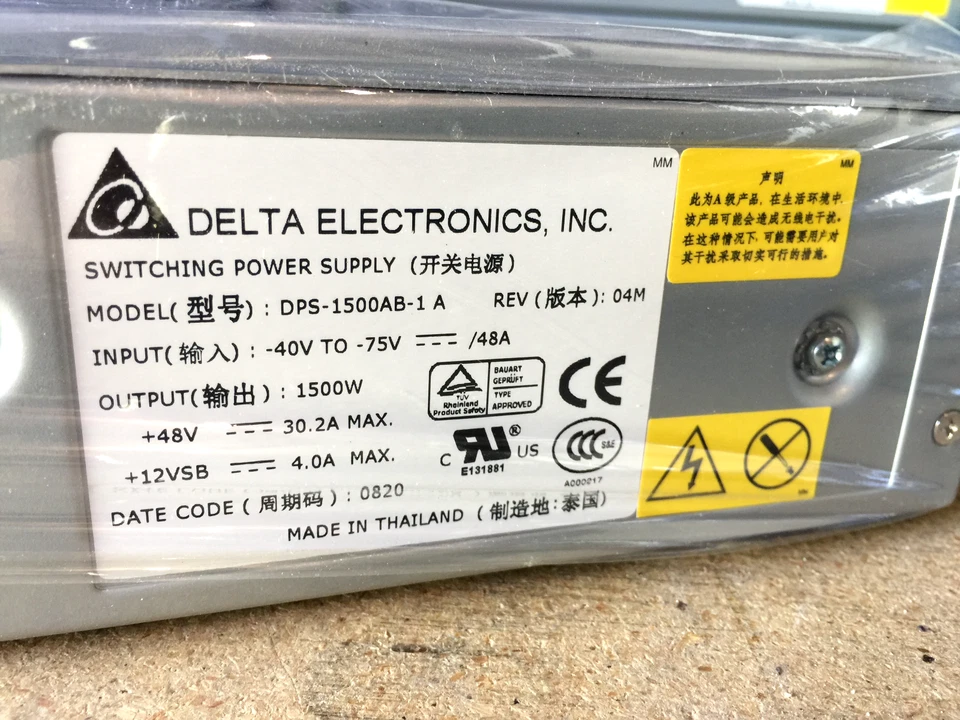 MM
DELTA ELECTRONICS, INC.
SWITCHING POWER SUPPLY (开关电源)
MODEL(型号): DPS-1500AB-1 A REV(版本): 04M
INPUT(输入): -40V TO -75V /48A
OUTPUT(输出): 1500W
+48V 30.2A MAX.
+12VSB 4.0A MAX.
DATE CODE (周期码): 0820
MADE IN THAILAND (制造地:泰国)
TÜV
Rheinland
Product Safety
BAUART
GEPRÜFT
TYPE
APPROVED
CE
C RU® US
E131881
CCC S&E
A000017
MM
声明
此为A级产品, 在生活环境中,
该产品可能会造成无线电干扰。
在这种情况下, 可能需要用户对
其干扰采取切实可行的措施。
MM